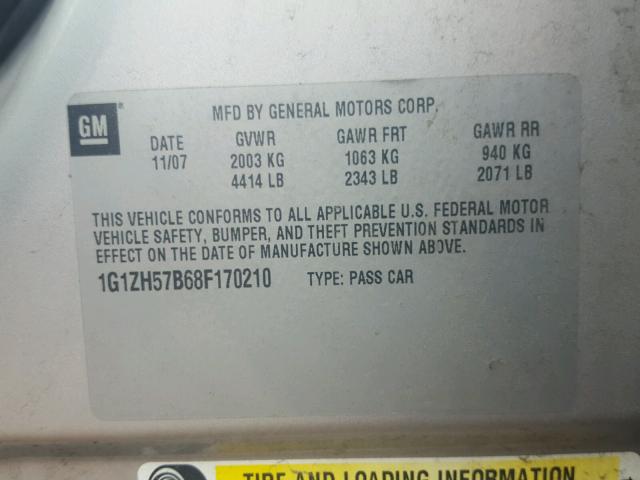 MFD BY GENERAL MOTORS CORP.
GM
DATE GVWR GAWR FRT GAWR RR
11/07 2003 KG 1063 KG 940 KG
4414 LB 2343 LB 2071 LB
THIS VEHICLE CONFORMS TO ALL APPLICABLE U.S. FEDERAL MOTOR
VEHICLE SAFETY, BUMPER, AND THEFT PREVENTION STANDARDS IN
EFFECT ON THE DATE OF MANUFACTURE SHOWN ABOVE.
1G1ZH57B68F170210 TYPE: PASS CAR
TIRE AND LOADING INFORMATION